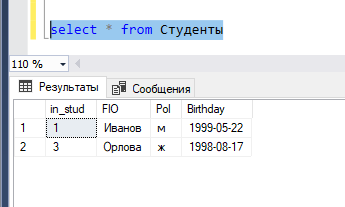 select * from Студенты
110 %
Результаты Сообщения
in_stud FIO Pol Birthday
1 1 Иванов м 1999-05-22
2 3 Орлова ж 1998-08-17